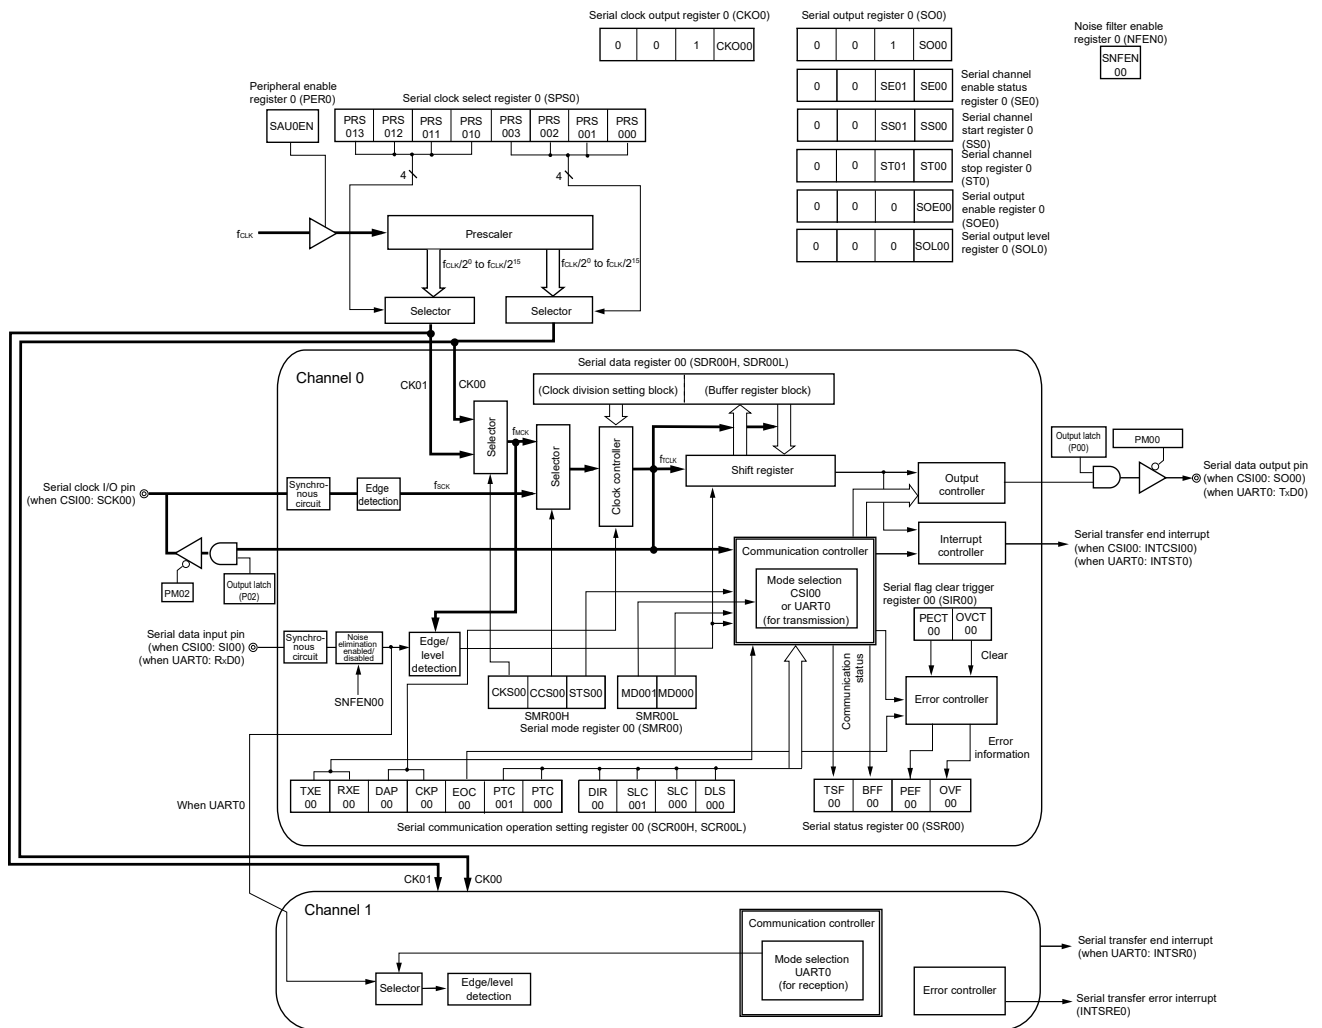 Serial clock output register 0 (CKO0)
0 0 1 CKO00
Serial output register 0 (SO0)
0 0 1 SO00
Noise filter enable
register 0 (NFEN0)
SNFEN
00
0 0 SE01 SE00
Serial channel
enable status
register 0 (SE0)
0 0 SS01 SS00
Serial channel
start register 0
(SS0)
0 0 ST01 ST00
Serial channel
stop register 0
(ST0)
0 0 0 SOE00
Serial output
enable register 0
(SOE0)
0 0 0 SOL00
Serial output level
register 0 (SOL0)
Peripheral enable
register 0 (PER0)
SAU0EN
Serial clock select register 0 (SPS0)
PRS PRS PRS PRS PRS PRS PRS PRS
013 012 011 010 003 002 001 000
4
4
fCLK
Prescaler
fCLK/2⁰ to fCLK/2¹⁵
fCLK/2⁰ to fCLK/2¹⁵
Selector
Selector
Channel 0
CK01
CK00
Serial data register 00 (SDR00H, SDR00L)
(Clock division setting block)
(Buffer register block)
Selector
fMCK
Selector
Clock controller
fTCLK
Shift register
Output
controller
Output latch
(P00)
PM00
Serial data output pin
(when CSI00: SO00)
(when UART0: TxD0)
Serial clock I/O pin
(when CSI00: SCK00)
Synchro-
nous
circuit
Edge
detection
fSCK
PM02
Output latch
(P02)
Communication controller
Mode selection
CSI00
or UART0
(for transmission)
Interrupt
controller
Serial transfer end interrupt
(when CSI00: INTCSI00)
(when UART0: INTST0)
Serial flag clear trigger
register 00 (SIR00)
PECT OVCT
00 00
Clear
Serial data input pin
(when CSI00: SI00)
(when UART0: RxD0)
Synchro-
nous
circuit
Noise
elimination
enabled/
disabled
Edge/
level
detection
SNFEN00
CKS00 CCS00 STS00
SMR00H
MD001 MD000
SMR00L
Serial mode register 00 (SMR00)
Communication
status
Error controller
Error
information
When UART0
TXE RXE DAP CKP EOC PTC PTC
00 00 00 00 00 001 000
DIR SLC SLC DLS
00 001 000 000
Serial communication operation setting register 00 (SCR00H, SCR00L)
TSF BFF PEF OVF
00 00 00 00
Serial status register 00 (SSR00)
CK01
CK00
Channel 1
Communication controller
Mode selection
UART0
(for reception)
Selector
Edge/level
detection
Error controller
Serial transfer end interrupt
(when UART0: INTSR0)
Serial transfer error interrupt
(INTSRE0)